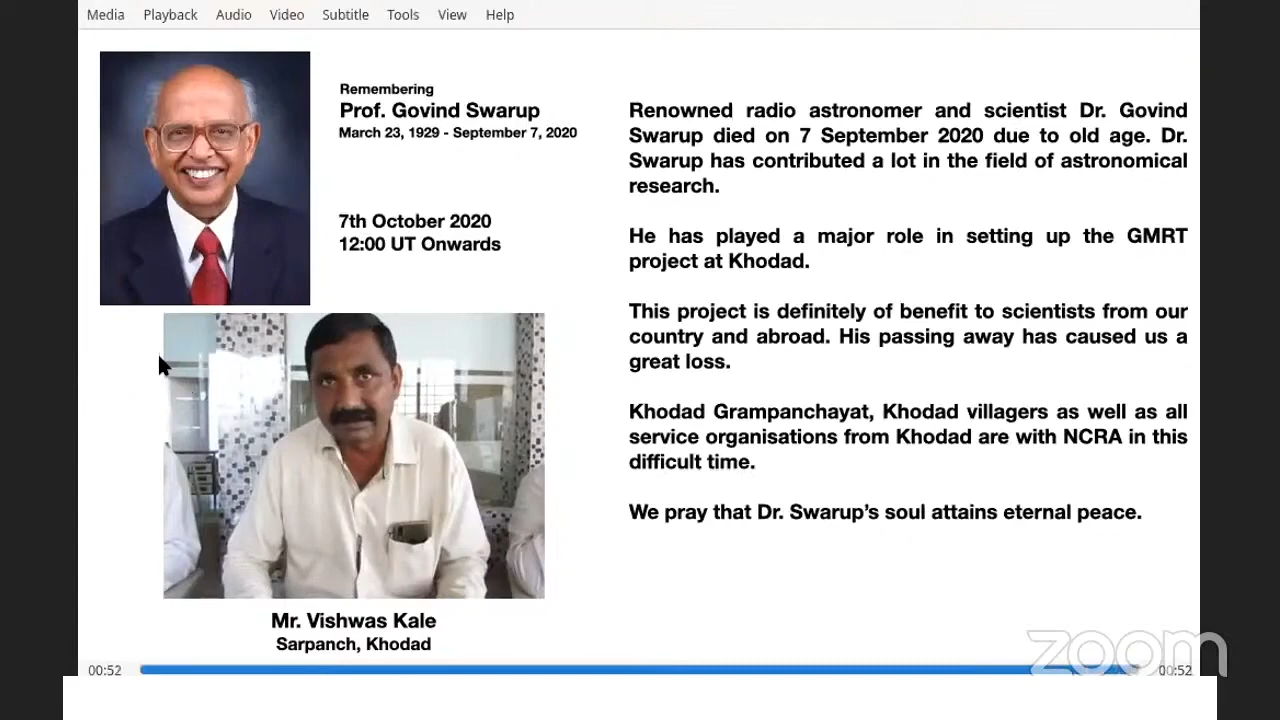 Media Playback Audio Video Subtitle Tools View Help
Remembering
Prof. Govind Swarup
March 23, 1929 - September 7, 2020
7th October 2020
12:00 UT Onwards
Renowned radio astronomer and scientist Dr. Govind
Swarup died on 7 September 2020 due to old age. Dr.
Swarup has contributed a lot in the field of astronomical
research.
He has played a major role in setting up the GMRT
project at Khodad.
This project is definitely of benefit to scientists from our
country and abroad. His passing away has caused us a
great loss.
Khodad Grampanchayat, Khodad villagers as well as all
service organisations from Khodad are with NCRA in this
difficult time.
We pray that Dr. Swarup's soul attains eternal peace.
Mr. Vishwas Kale
Sarpanch, Khodad
00:52
00:52
zoom